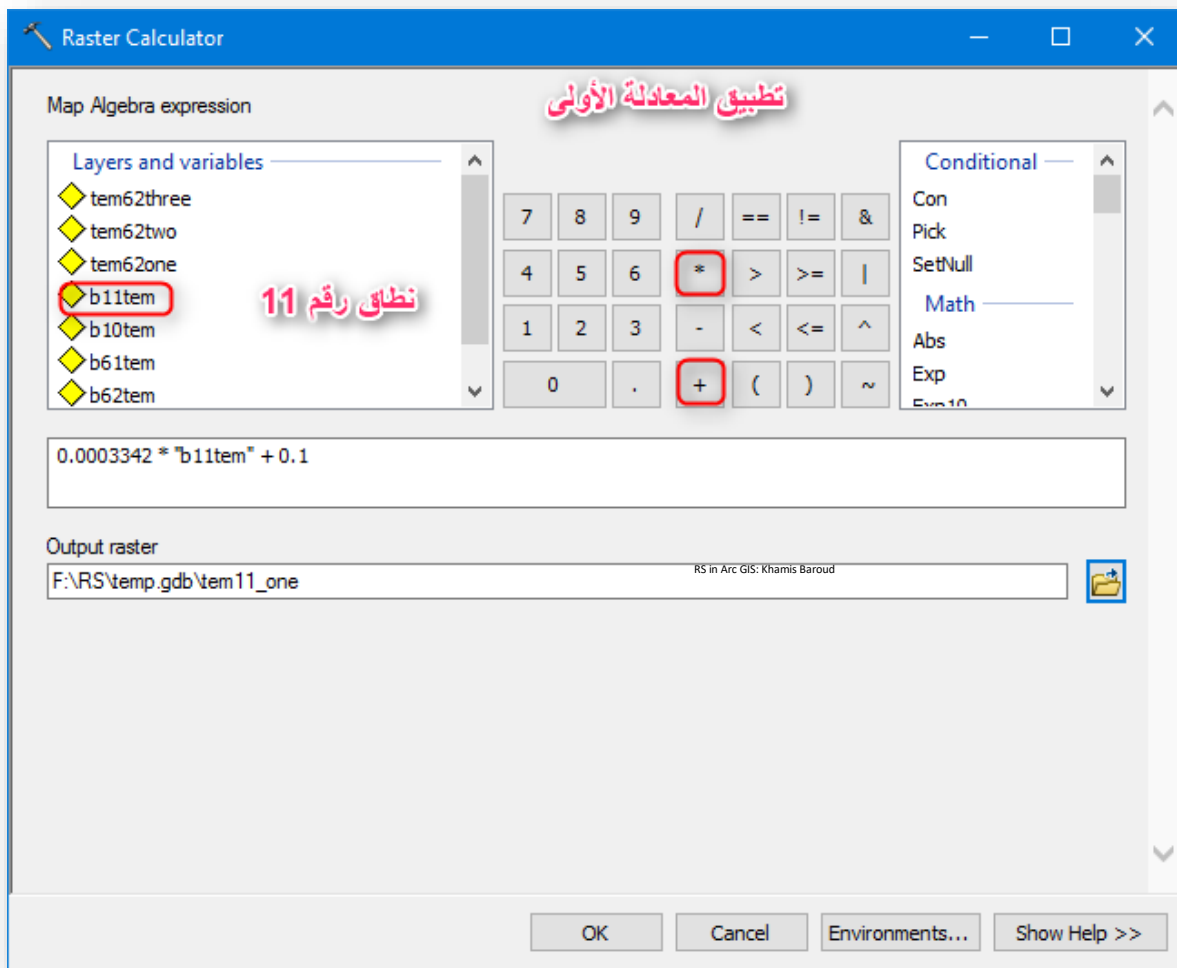 Raster Calculator
Map Algebra expression
تطبيق المعادلة الأولى
Layers and variables
tem62three
tem62two
tem62one
b11tem
نطاق رقم 11
b10tem
b61tem
b62tem
7 8 9 / == != &
4 5 6 * > >= |
1 2 3 - < <= ^
0 . + ( ) ~
Conditional
Con
Pick
SetNull
Math
Abs
Exp
Exp10
0.0003342 * "b11tem" + 0.1
Output raster
F:\RS\temp.gdb\tem11_one
RS in Arc GIS: Khamis Baroud
OK Cancel Environments... Show Help >>